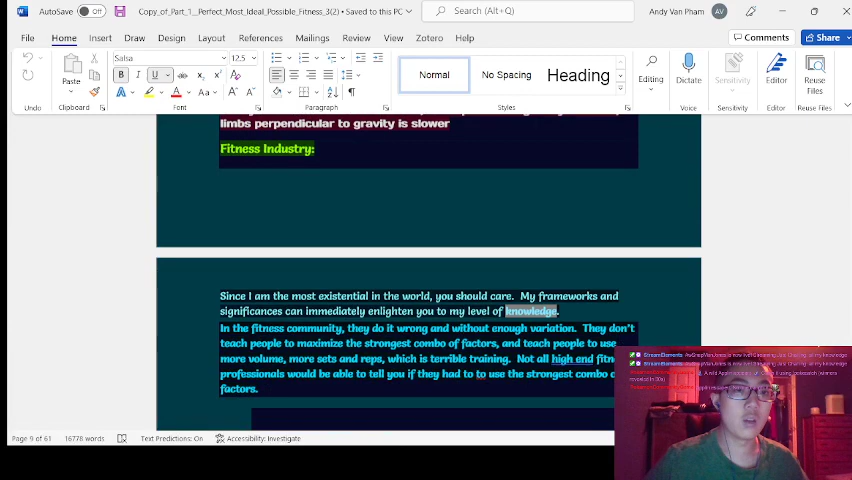 Copy_of_Part_1__Perfect_Most_Ideal_Possible_Fitness_3(2) • Saved to this PC
Search (Alt+Q)
Andy Van Pham
AV
AutoSave
Off
File Home Insert Draw Design Layout References Mailings Review View Zotero Help
Comments
Share
Salsa
12.5
Paste
Normal
No Spacing
Heading
Editing
Dictate
Sensitivity
Editor
Reuse
Files
Undo
Clipboard
Font
Paragraph
Styles
Voice
Sensitivity
Editor
Reuse Files
limbs perpendicular to gravity is slower
Fitness Industry:
Since I am the most existential in the world, you should care. My frameworks and
significances can immediately enlighten you to my level of knowledge.
In the fitness community, they do it wrong and without enough variation. They don't
teach people to maximize the strongest combo of factors, and teach people to use
more volume, more sets and reps, which is terrible training. Not all high end
professionals would be able to tell you if they had to to use the strongest combo
factors.
Page 9 of 61
16778 words
Text Predictions: On
Accessibility: Investigate